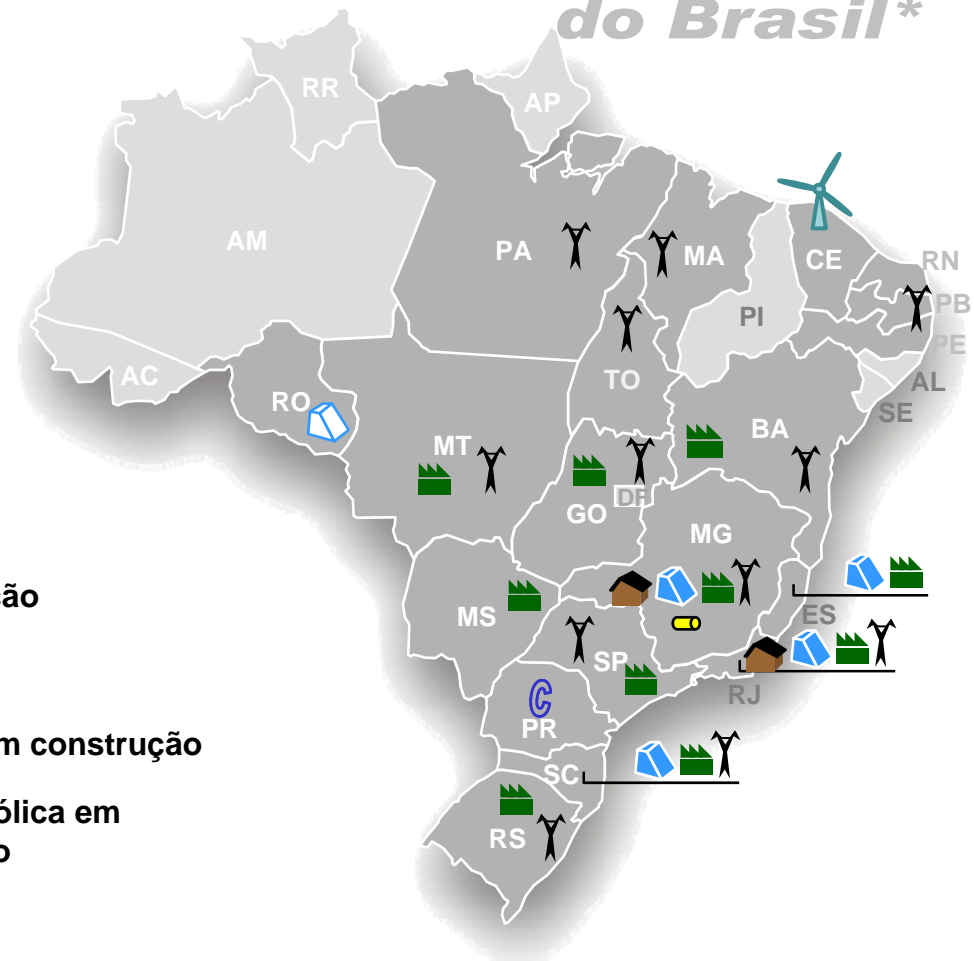 do Brasil*
RR
AP
AM
PA
MA
CE
RN
PB
PI
PE
AC
TO
AL
RO
SE
BA
MT
DF
GO
MG
ão
MS
ES
SP
RJ
C
PR
m construção
SC
ólica em
RS
o